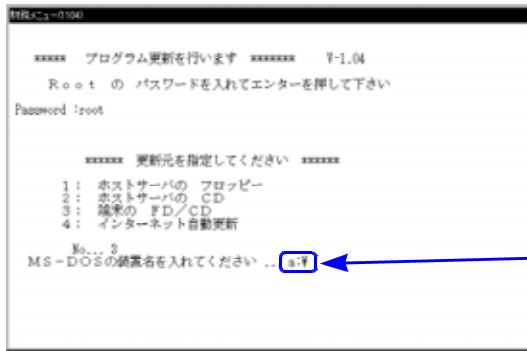 財務メニュー(0104)
***** プログラム更新を行います ******* V-1.04
Ｒｏｏｔ の パスワードを入れてエンターを押して下さい
Password :root
****** 更新元を指定してください ******
１： ホストサーバの フロッピー
２： ホストサーバの ＣＤ
３： 端末の ＦＤ／ＣＤ
４： インターネット自動更新
No... 3
ＭＳ－ＤＯＳの装置名を入れてください ... a:¥